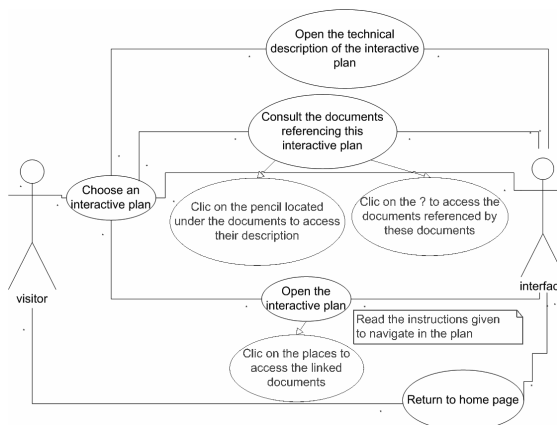 Open the technical
description of the interactive
plan
Consult the documents
referencing this
interactive plan
Choose an
interactive plan
Clic on the pencil located
under the documents to access
their description
Clic on the ? to access the
documents referenced by
these documents
visitor
interfac
Open the
interactive plan
Read the instructions given
to navigate in the plan
Clic on the places to
access the linked
documents
Return to home page